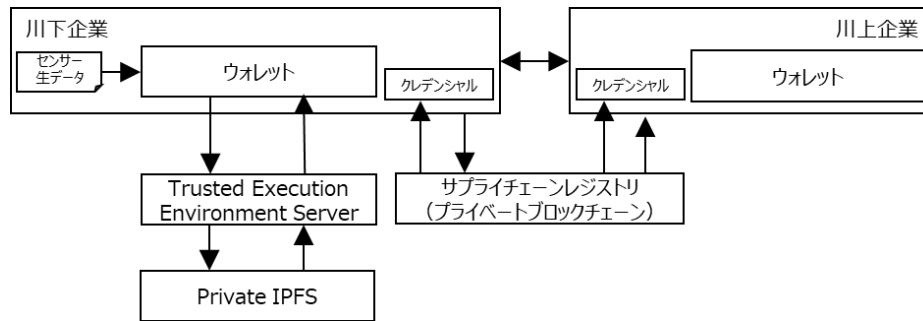 川下企業
センサー
生データ
ウォレット
クレデンシャル
川上企業
クレデンシャル
ウォレット
Trusted Execution
Environment Server
サプライチェーンレジストリ
（プライベートブロックチェーン）
Private IPFS